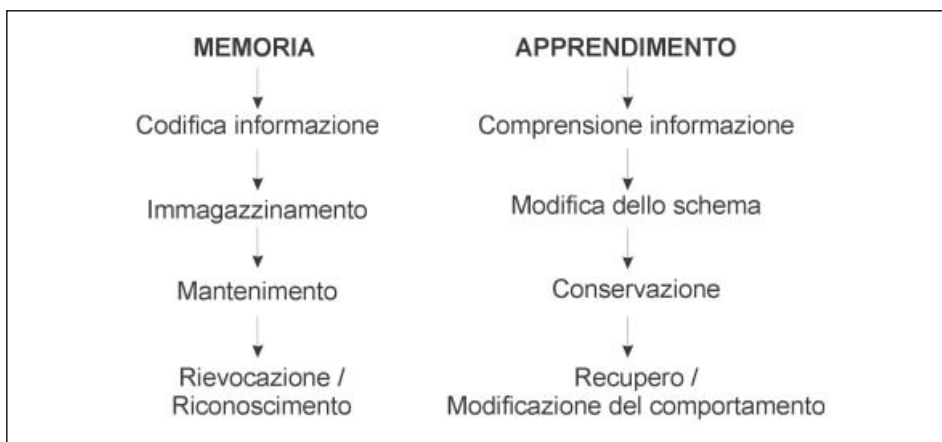 MEMORIA
Codifica informazione
Immagazzinamento
Mantenimento
Rievocazione /
Riconoscimento
APPRENDIMENTO
Comprensione informazione
Modifica dello schema
Conservazione
Recupero /
Modificazione del comportamento